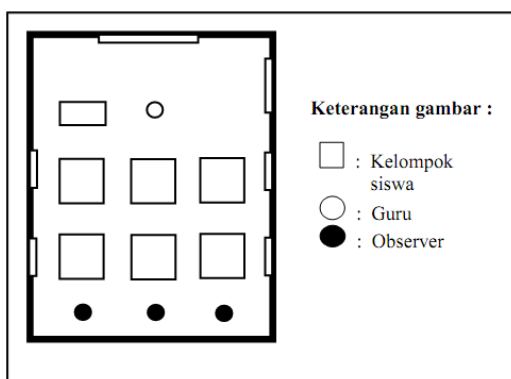 Keterangan gambar :
: Kelompok
siswa
: Guru
: Observer